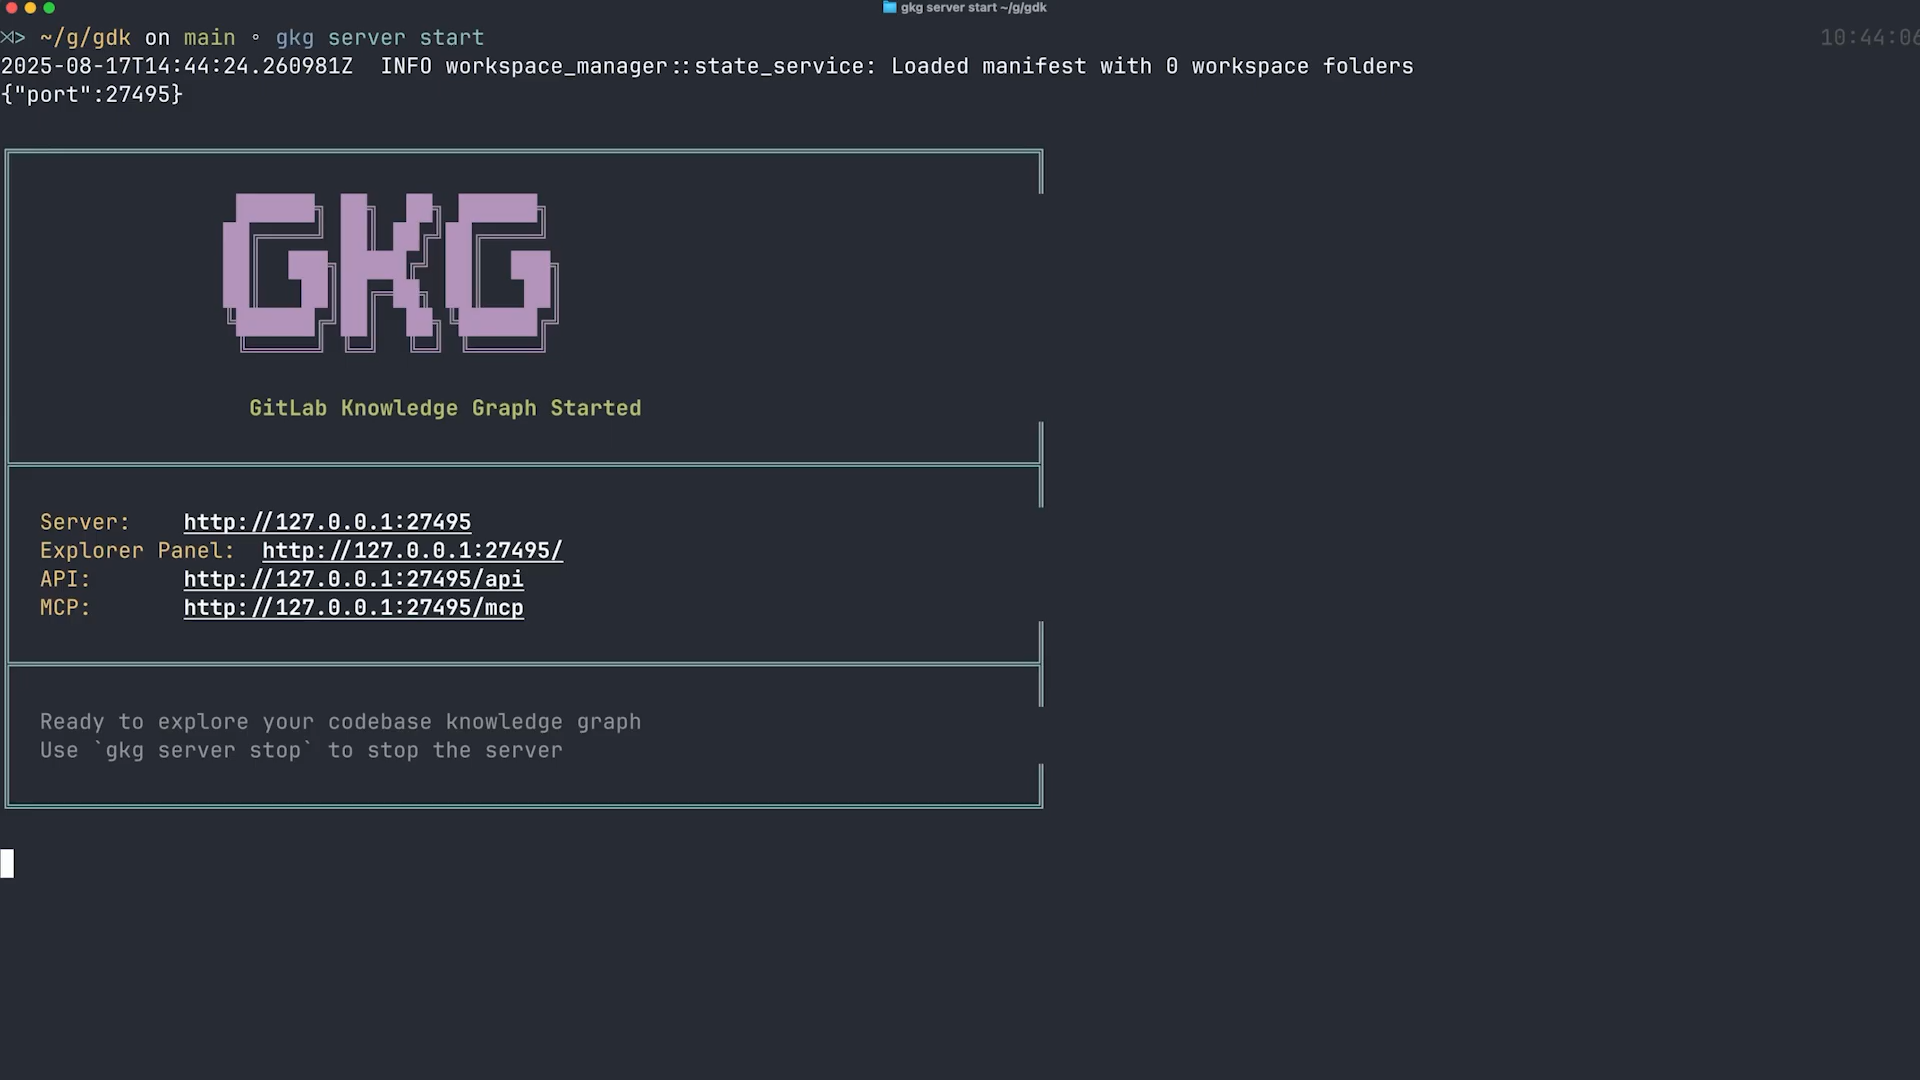 gkg server start ~/g/gdk
~/g/gdk on main ◦ gkg server start
10:44:06
2025-08-17T14:44:24.260981Z  INFO workspace_manager::state_service: Loaded manifest with 0 workspace folders
{"port":27495}
GKG
GitLab Knowledge Graph Started
Server: http://127.0.0.1:27495
Explorer Panel: http://127.0.0.1:27495/
API: http://127.0.0.1:27495/api
MCP: http://127.0.0.1:27495/mcp
Ready to explore your codebase knowledge graph
Use `gkg server stop` to stop the server